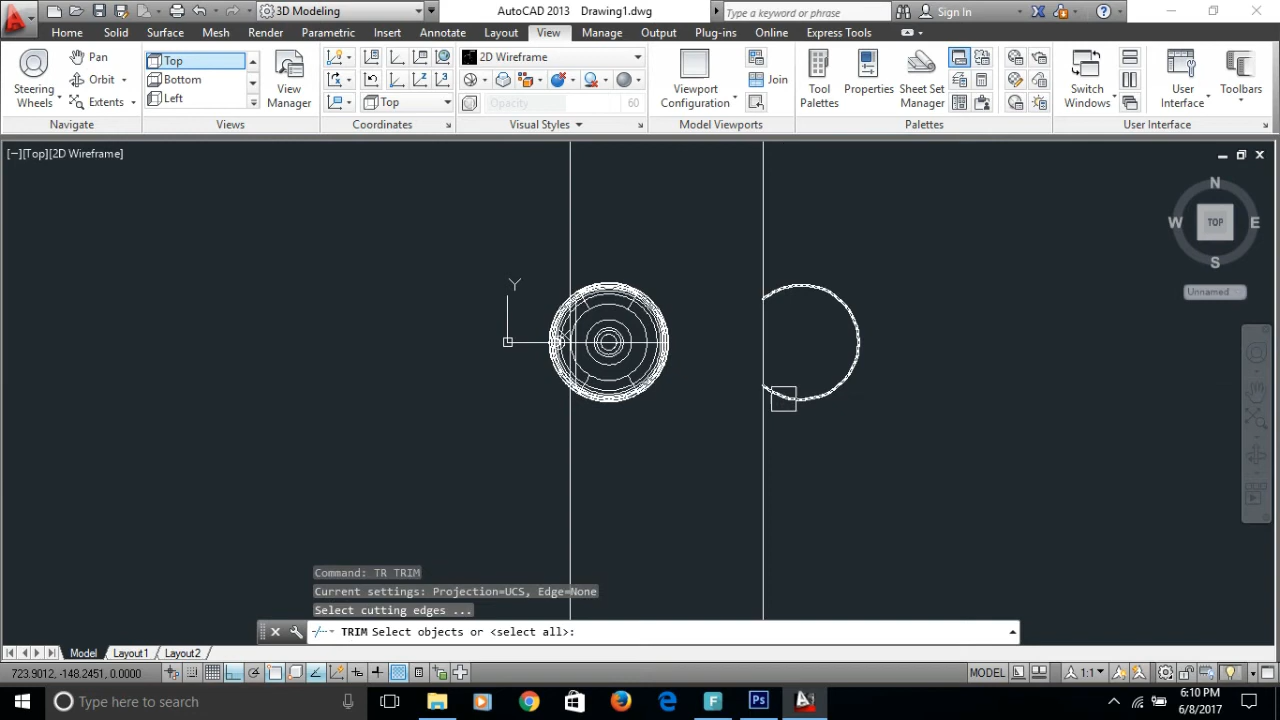 3D Modeling
AutoCAD 2013 Drawing1.dwg
Type a keyword or phrase
Sign In
Home Solid Surface Mesh Render Parametric Insert Annotate Layout View Manage Output Plug-ins Online Express Tools
Steering Wheels
Pan
Orbit
Extents
Navigate
Top
Bottom
Left
View Manager
Views
Top
Coordinates
2D Wireframe
Opacity 60
Visual Styles
Viewport Configuration
Join
Model Viewports
Tool Palettes
Properties
Sheet Set Manager
Palettes
Switch Windows
User Interface
Toolbars
User Interface
[−][Top][2D Wireframe]
N
W TOP E
S
Unnamed
Y
Command: TR TRIM
Current settings: Projection=UCS, Edge=None
Select cutting edges ...
TRIM Select objects or <select all>:
Model Layout1 Layout2
723.9012, -148.2451, 0.0000
MODEL
1:1
Type here to search
6:10 PM
6/8/2017